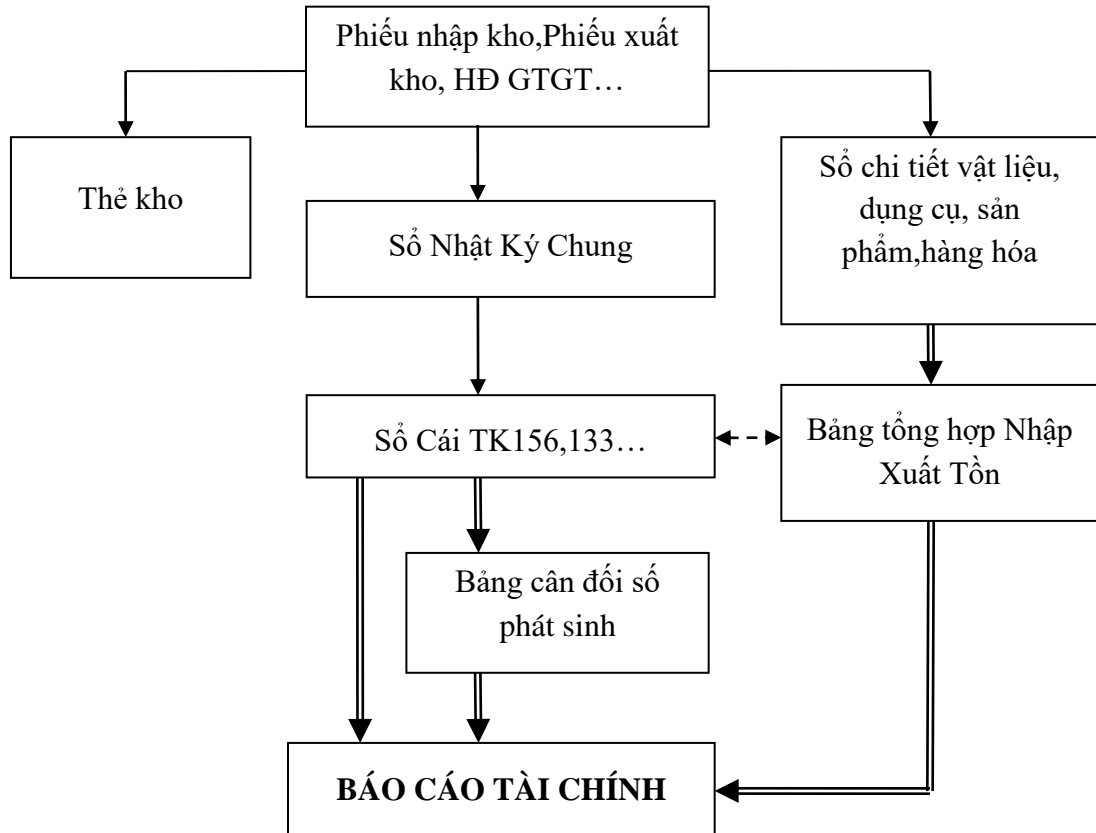 Phiếu nhập kho,Phiếu xuất
kho, HĐ GTGT…
Thẻ kho
Sổ chi tiết vật liệu,
dụng cụ, sản
phẩm,hàng hóa
Sổ Nhật Ký Chung
Sổ Cái TK156,133…
Bảng tổng hợp Nhập
Xuất Tồn
Bảng cân đối số
phát sinh
BÁO CÁO TÀI CHÍNH